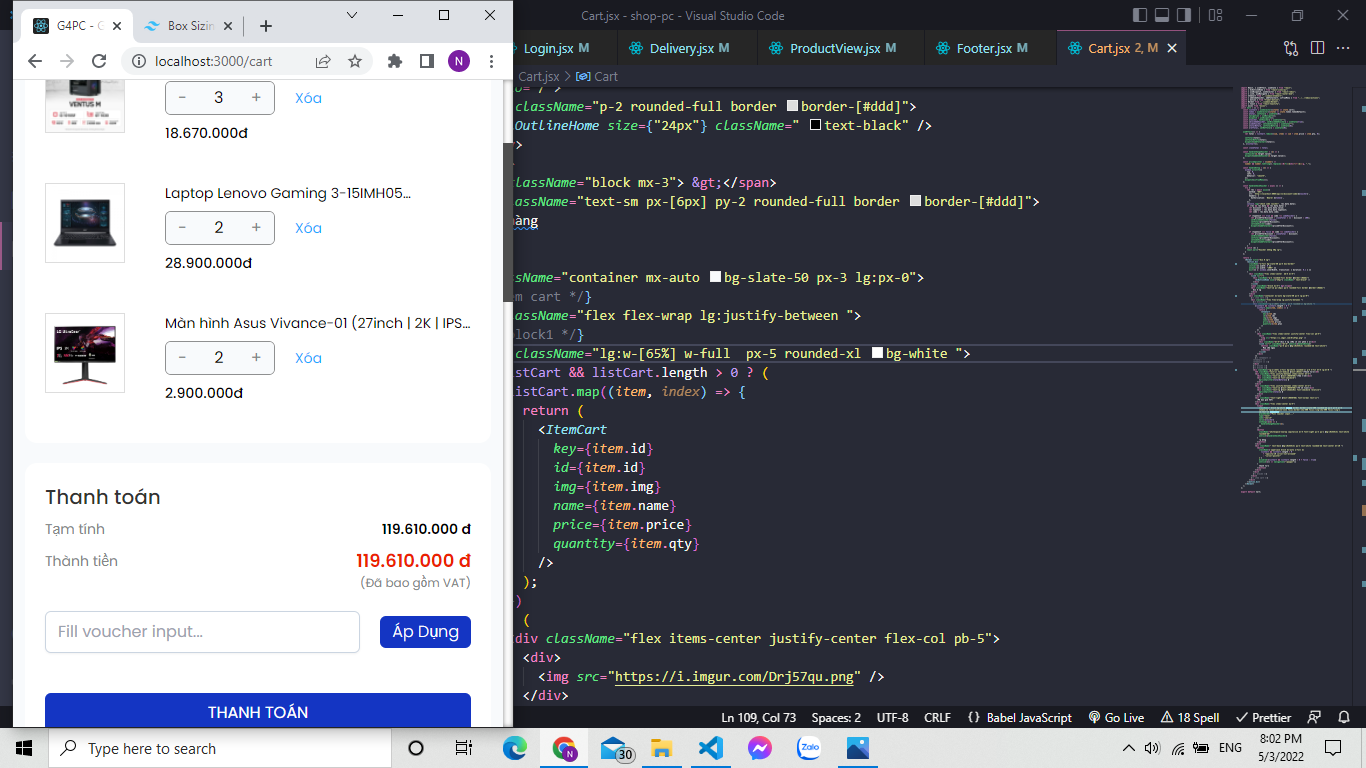 G4PC - G
Box Sizin
localhost:3000/cart
N
VENTUS M
- 3 + Xóa
18.670.000đ
Laptop Lenovo Gaming 3-15IMH05...
- 2 + Xóa
28.900.000đ
Màn hình Asus Vivance-01 (27inch | 2K | IPS...
- 2 + Xóa
2.900.000đ
Thanh toán
Tạm tính 119.610.000 đ
Thành tiền 119.610.000 đ
(Đã bao gồm VAT)
Fill voucher input... Áp Dụng
THANH TOÁN
Cart.jsx - shop-pc - Visual Studio Code
Login.jsx M Delivery.jsx M ProductView.jsx M Footer.jsx M Cart.jsx 2, M
Cart.jsx > Cart
className="p-2 rounded-full border border-[#ddd]">
OutlineHome size={"24px"} className=" text-black" />
>
className="block mx-3"> &gt;</span>
lassName="text-sm px-[6px] py-2 rounded-full border border-[#ddd]">
hàng
sName="container mx-auto bg-slate-50 px-3 lg:px-0">
em cart */}
assName="flex flex-wrap lg:justify-between ">
block1 */}
className="lg:w-[65%] w-full px-5 rounded-xl bg-white ">
stCart && listCart.length > 0 ? (
listCart.map((item, index) => {
return (
<ItemCart
key={item.id}
id={item.id}
img={item.img}
name={item.name}
price={item.price}
quantity={item.qty}
/>
);
)
(
div className="flex items-center justify-center flex-col pb-5">
<div>
<img src="https://i.imgur.com/Drj57qu.png" />
</div>
Ln 109, Col 73 Spaces: 2 UTF-8 CRLF {} Babel JavaScript Go Live 18 Spell Prettier
Type here to search
N
30
Zalo
ENG
8:02 PM
5/3/2022